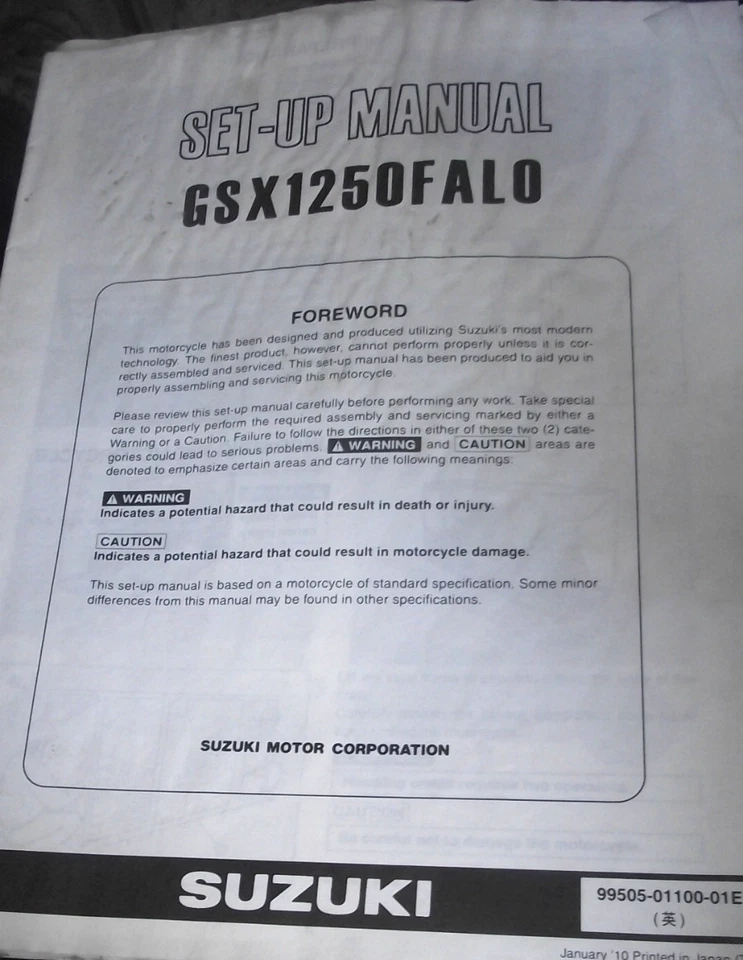 SET-UP MANUAL
GSX1250FAL0
FOREWORD
This motorcycle has been designed and produced utilizing Suzuki's most modern
technology. The finest product, however, cannot perform properly unless it is cor-
rectly assembled and serviced. This set-up manual has been produced to aid you in
properly assembling and servicing this motorcycle.
Please review this set-up manual carefully before performing any work. Take special
care to properly perform the required assembly and servicing marked by either a
Warning or a Caution. Failure to follow the directions in either of these two (2) cate-
gories could lead to serious problems. ⚠ WARNING and CAUTION areas are
denoted to emphasize certain areas and carry the following meanings:
⚠ WARNING
Indicates a potential hazard that could result in death or injury.
CAUTION
Indicates a potential hazard that could result in motorcycle damage.
This set-up manual is based on a motorcycle of standard specification. Some minor
differences from this manual may be found in other specifications.
SUZUKI MOTOR CORPORATION
SUZUKI
99505-01100-01E
(英)
January '10 Printed in Japan